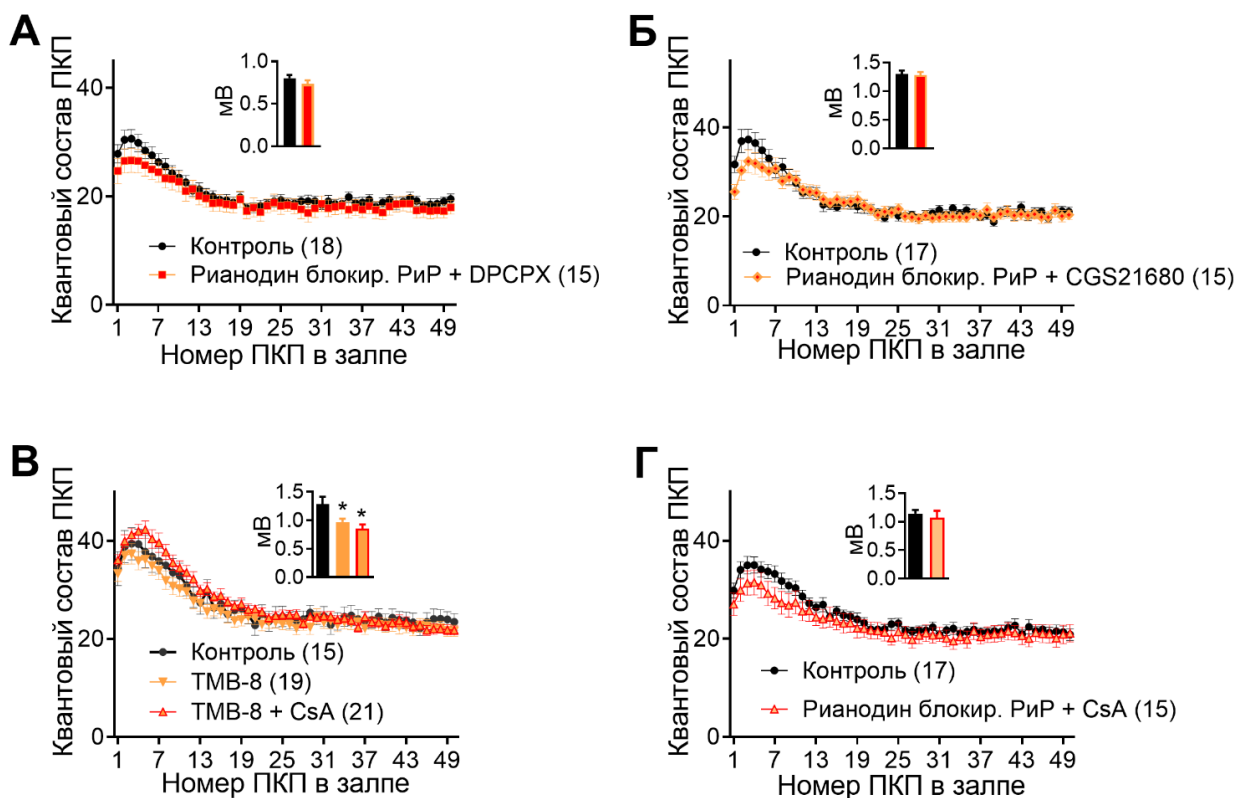 А
Квантовый состав ПКП
40
20
0
1.0
0.5
0.0
мВ
Контроль (18)
Рианодин блокир. РиР + DPCPX (15)
1 7 13 19 25 31 37 43 49
Номер ПКП в залпе
Б
Квантовый состав ПКП
40
20
0
1.5
1.0
0.5
0.0
мВ
Контроль (17)
Рианодин блокир. РиР + CGS21680 (15)
1 7 13 19 25 31 37 43 49
Номер ПКП в залпе
В
Квантовый состав ПКП
40
20
0
1.5
1.0
0.5
0.0
мВ
* *
Контроль (15)
ТМВ-8 (19)
ТМВ-8 + CsA (21)
1 7 13 19 25 31 37 43 49
Номер ПКП в залпе
Г
Квантовый состав ПКП
40
20
0
1.5
1.0
0.5
0.0
мВ
Контроль (17)
Рианодин блокир. РиР + CsA (15)
1 7 13 19 25 31 37 43 49
Номер ПКП в залпе